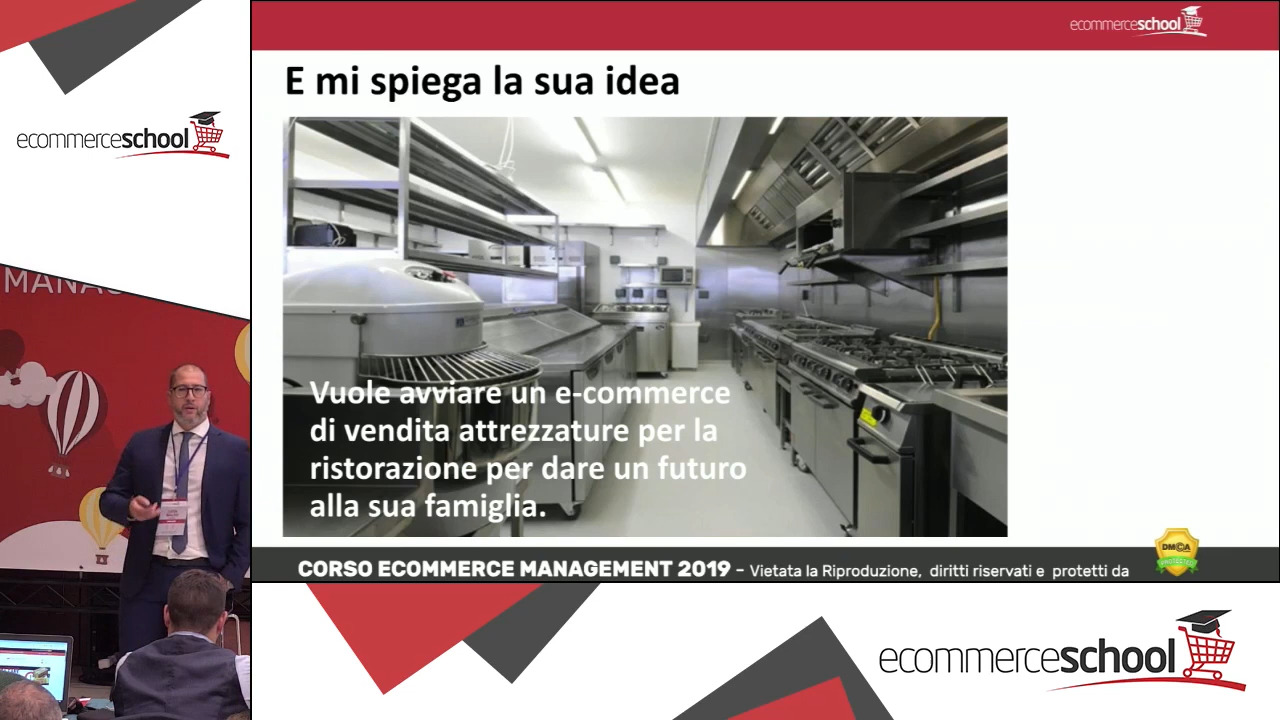 ecommerceschool
E mi spiega la sua idea
ecommerceschool
Vuole avviare un e-commerce
di vendita attrezzature per la
ristorazione per dare un futuro
alla sua famiglia.
CORSO ECOMMERCE MANAGEMENT 2019 - Vietata la Riproduzione, diritti riservati e protetti da
DMCA
PROTECTED
ecommerceschool